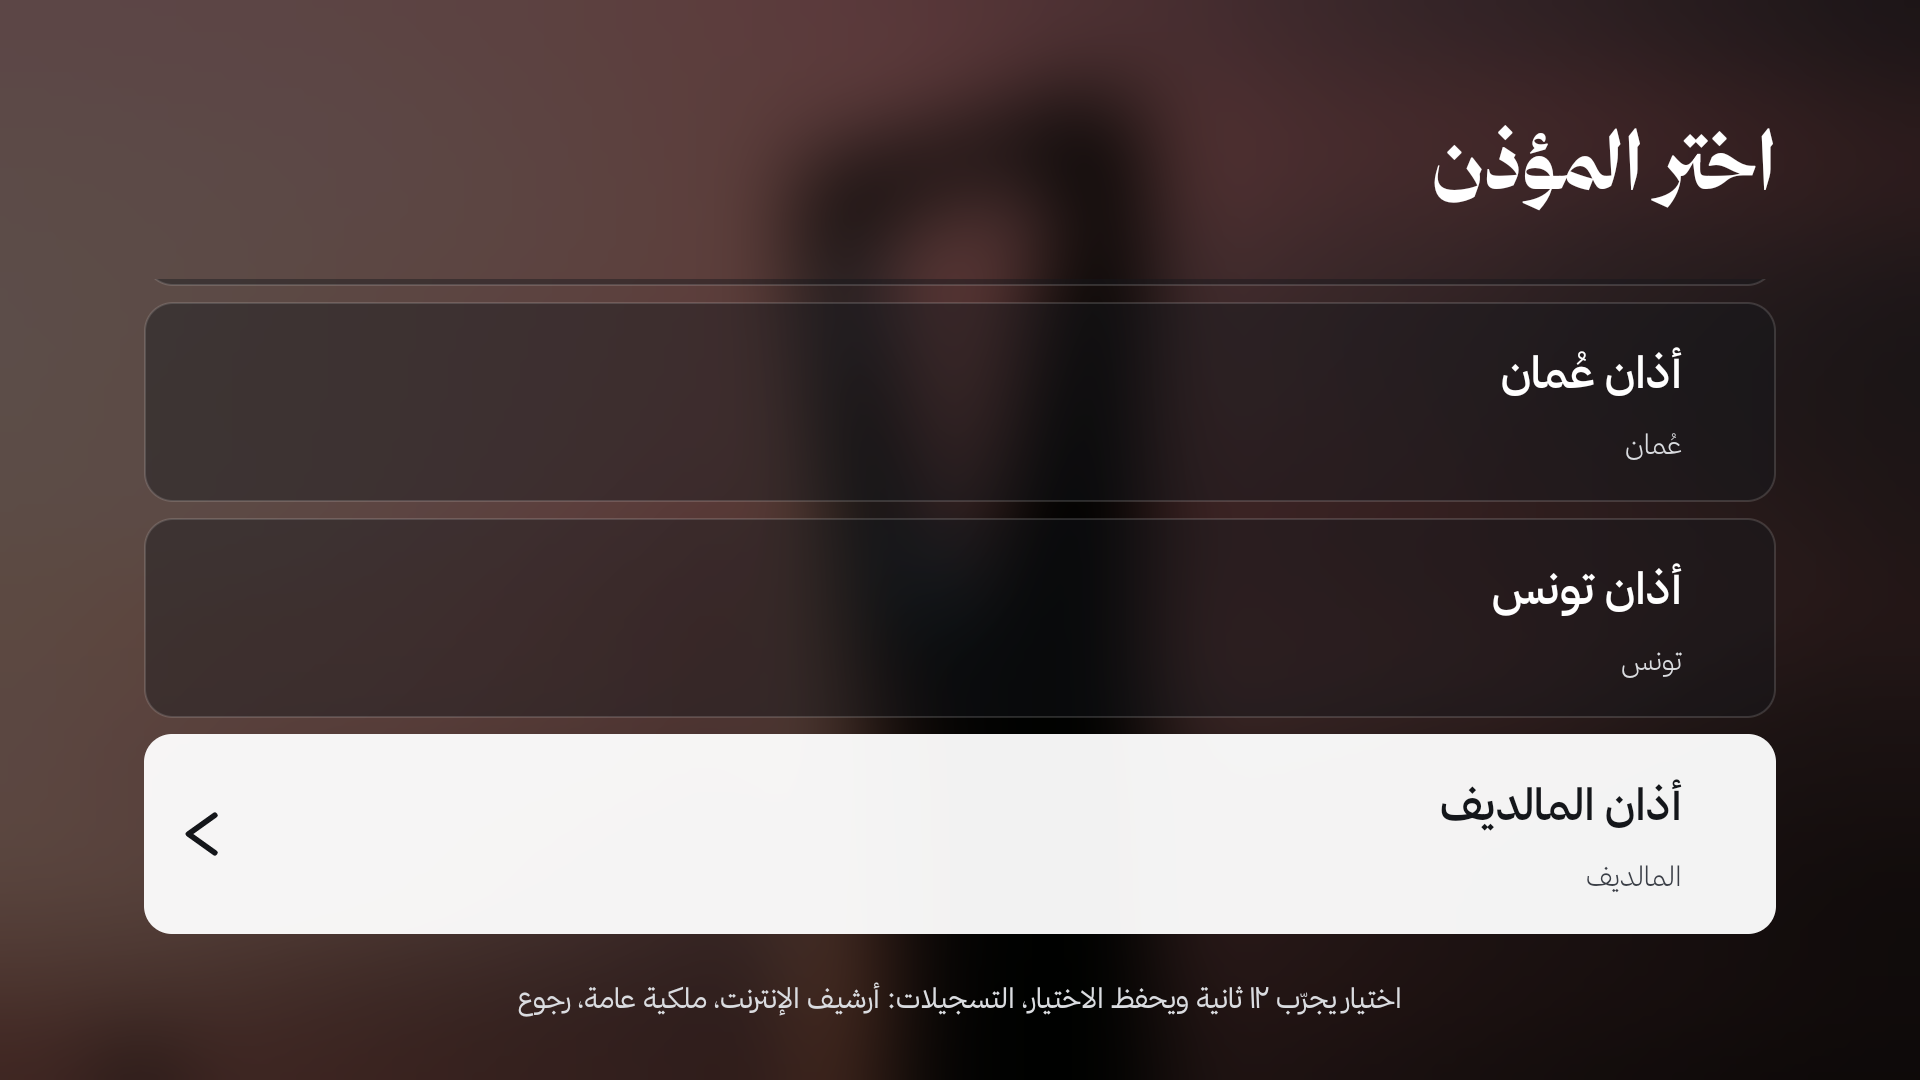 اختر المؤذن
أذان عُمان
عُمان
أذان تونس
تونس
أذان المالديف
المالديف
اختيار يجرّب ١٢ ثانية ويحفظ الاختيار، التسجيلات: أرشيف الإنترنت، ملكية عامة، رجوع